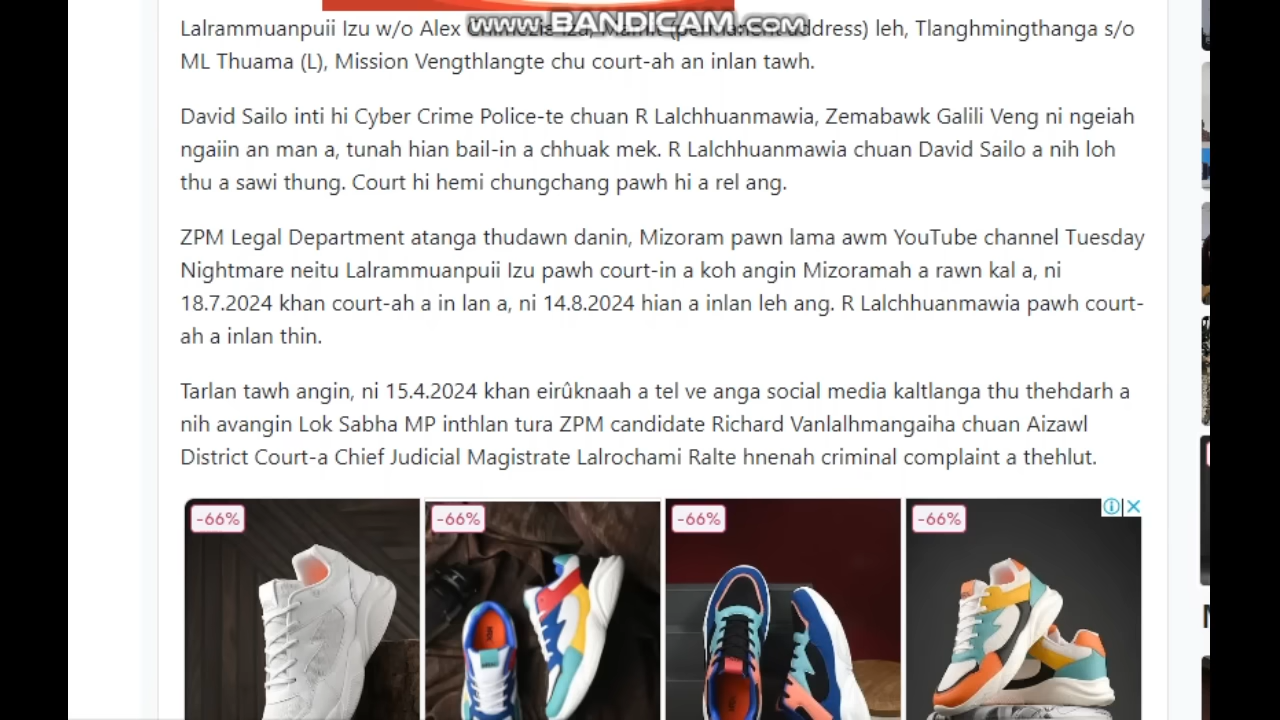 www.BANDICAM.com
Lalrammuanpuii Izu w/o Alex Izu, Mamit (permanent address) leh, Tlanghmingthanga s/o
ML Thuama (L), Mission Vengthlangte chu court-ah an inlan tawh.
David Sailo inti hi Cyber Crime Police-te chuan R Lalchhuanmawia, Zemabawk Galili Veng ni ngeiah
ngaiin an man a, tunah hian bail-in a chhuak mek. R Lalchhuanmawia chuan David Sailo a nih loh
thu a sawi thung. Court hi hemi chungchang pawh hi a rel ang.
ZPM Legal Department atanga thudawn danin, Mizoram pawn lama awm YouTube channel Tuesday
Nightmare neitu Lalrammuanpuii Izu pawh court-in a koh angin Mizoramah a rawn kal a, ni
18.7.2024 khan court-ah a in lan a, ni 14.8.2024 hian a inlan leh ang. R Lalchhuanmawia pawh court-
ah a inlan thin.
Tarlan tawh angin, ni 15.4.2024 khan eirûknaah a tel ve anga social media kaltlanga thu thehdarh a
nih avangin Lok Sabha MP inthlan tura ZPM candidate Richard Vanlalhmangaiha chuan Aizawl
District Court-a Chief Judicial Magistrate Lalrochami Ralte hnenah criminal complaint a thehlut.
-66%
-66%
-66%
-66%